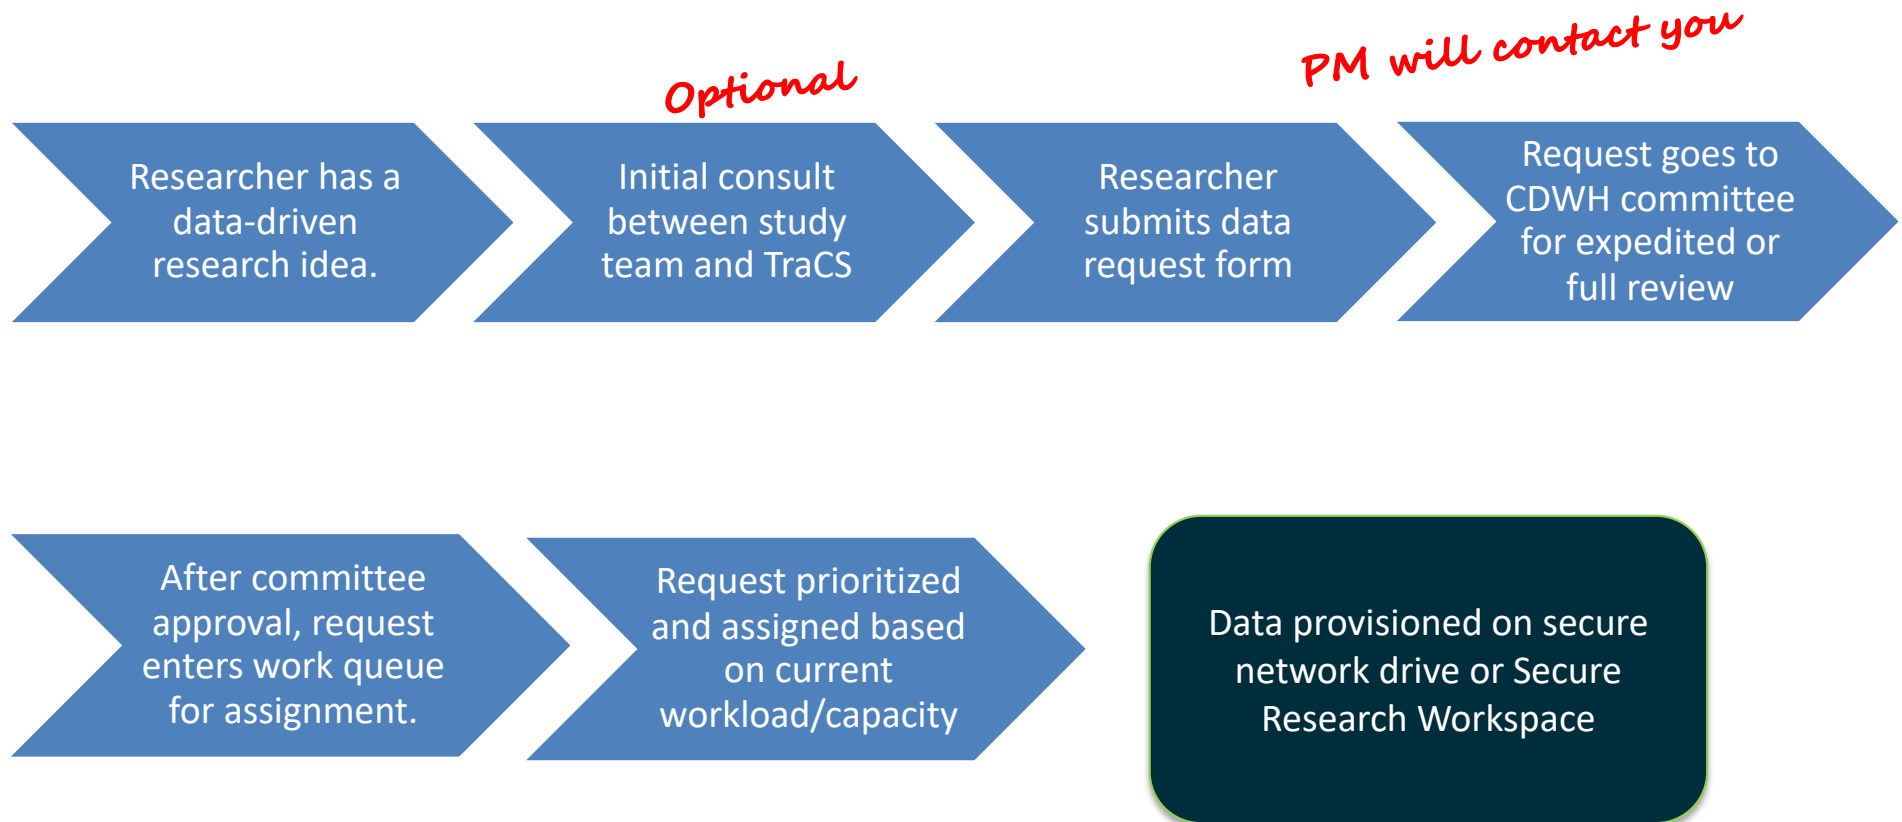 Optional
PM will contact you
Researcher has a
data-driven
research idea.
Initial consult
between study
team and TraCS
Researcher
submits data
request form
Request goes to
CDWH committee
for expedited or
full review
After committee
approval, request
enters work queue
for assignment.
Request prioritized
and assigned based
on current
workload/capacity
Data provisioned on secure
network drive or Secure
Research Workspace